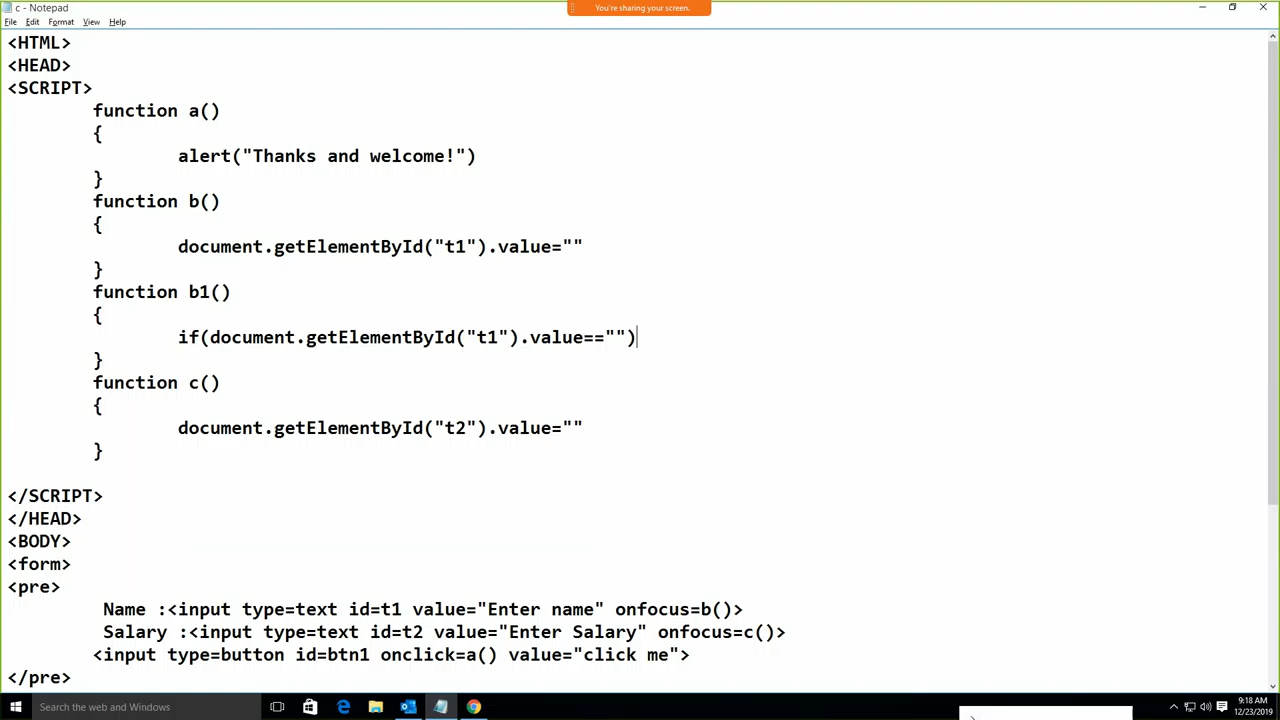 c - Notepad
You're sharing your screen.
File Edit Format View Help
<HTML>
<HEAD>
<SCRIPT>
function a()
{
alert("Thanks and welcome!")
}
function b()
{
document.getElementById("t1").value=""
}
function b1()
{
if(document.getElementById("t1").value=="")
}
function c()
{
document.getElementById("t2").value=""
}
</SCRIPT>
</HEAD>
<BODY>
<form>
<pre>
Name :<input type=text id=t1 value="Enter name" onfocus=b()>
Salary :<input type=text id=t2 value="Enter Salary" onfocus=c()>
<input type=button id=btn1 onclick=a() value="click me">
</pre>
Search the web and Windows
9:18 AM
12/23/2019